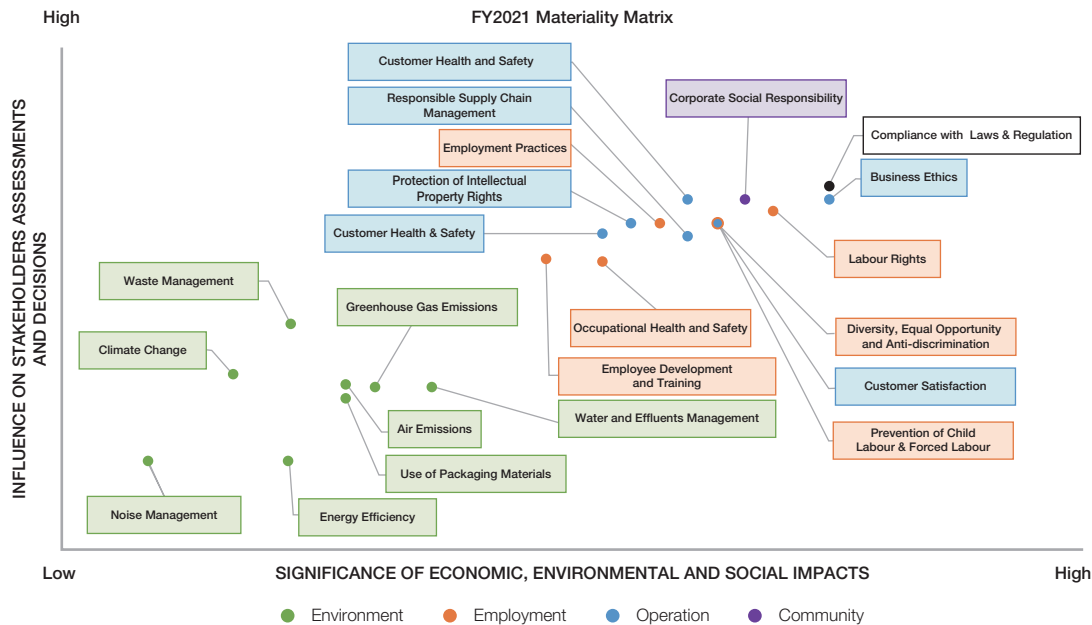 High
FY2021 Materiality Matrix
INFLUENCE ON STAKEHOLDERS ASSESSMENTS
AND DECISIONS
Customer Health and Safety
Responsible Supply Chain
Management
Employment Practices
Protection of Intellectual
Property Rights
Customer Health & Safety
Corporate Social Responsibility
Compliance with Laws & Regulation
Business Ethics
Labour Rights
Waste Management
Climate Change
Greenhouse Gas Emissions
Occupational Health and Safety
Diversity, Equal Opportunity
and Anti-discrimination
Employee Development
and Training
Customer Satisfaction
Water and Effluents Management
Air Emissions
Prevention of Child
Labour & Forced Labour
Use of Packaging Materials
Noise Management
Energy Efficiency
Low
SIGNIFICANCE OF ECONOMIC, ENVIRONMENTAL AND SOCIAL IMPACTS
High
Environment
Employment
Operation
Community